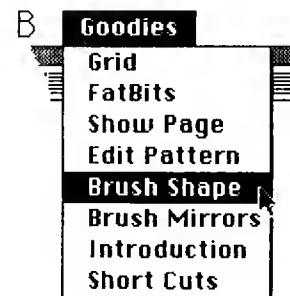 B Goodies
Grid
FatBits
Show Page
Edit Pattern
Brush Shape
Brush Mirrors
Introduction
Short Cuts